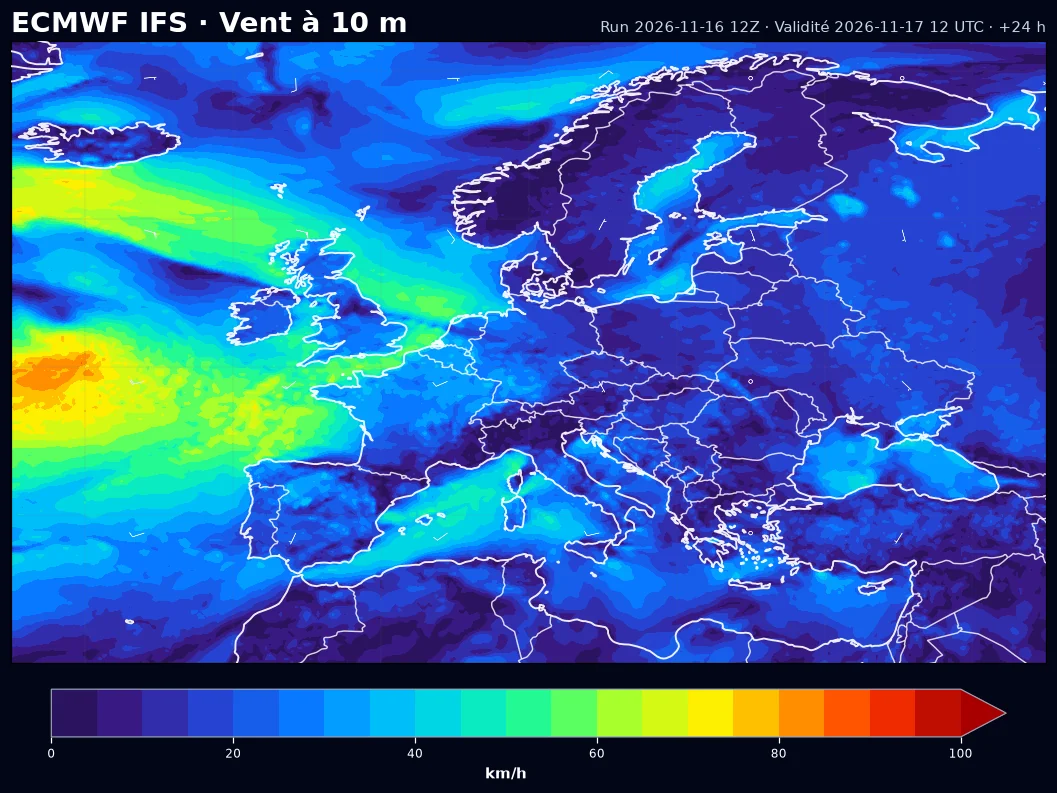 ECMWF IFS · Vent à 10 m
Run 2026-11-16 12Z · Validité 2026-11-17 12 UTC · +24 h
0 20 40 60 80 100
km/h